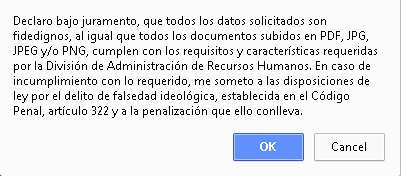 Declaro bajo juramento, que todos los datos solicitados son
fidedignos, al igual que todos los documentos subidos en PDF, JPG,
JPEG y/o PNG, cumplen con los requisitos y características requeridas
por la División de Administración de Recursos Humanos. En caso de
incumplimiento con lo requerido, me someto a las disposiciones de
ley por el delito de falsedad ideológica, establecida en el Código
Penal, artículo 322 y a la penalización que ello conlleva.
OK Cancel